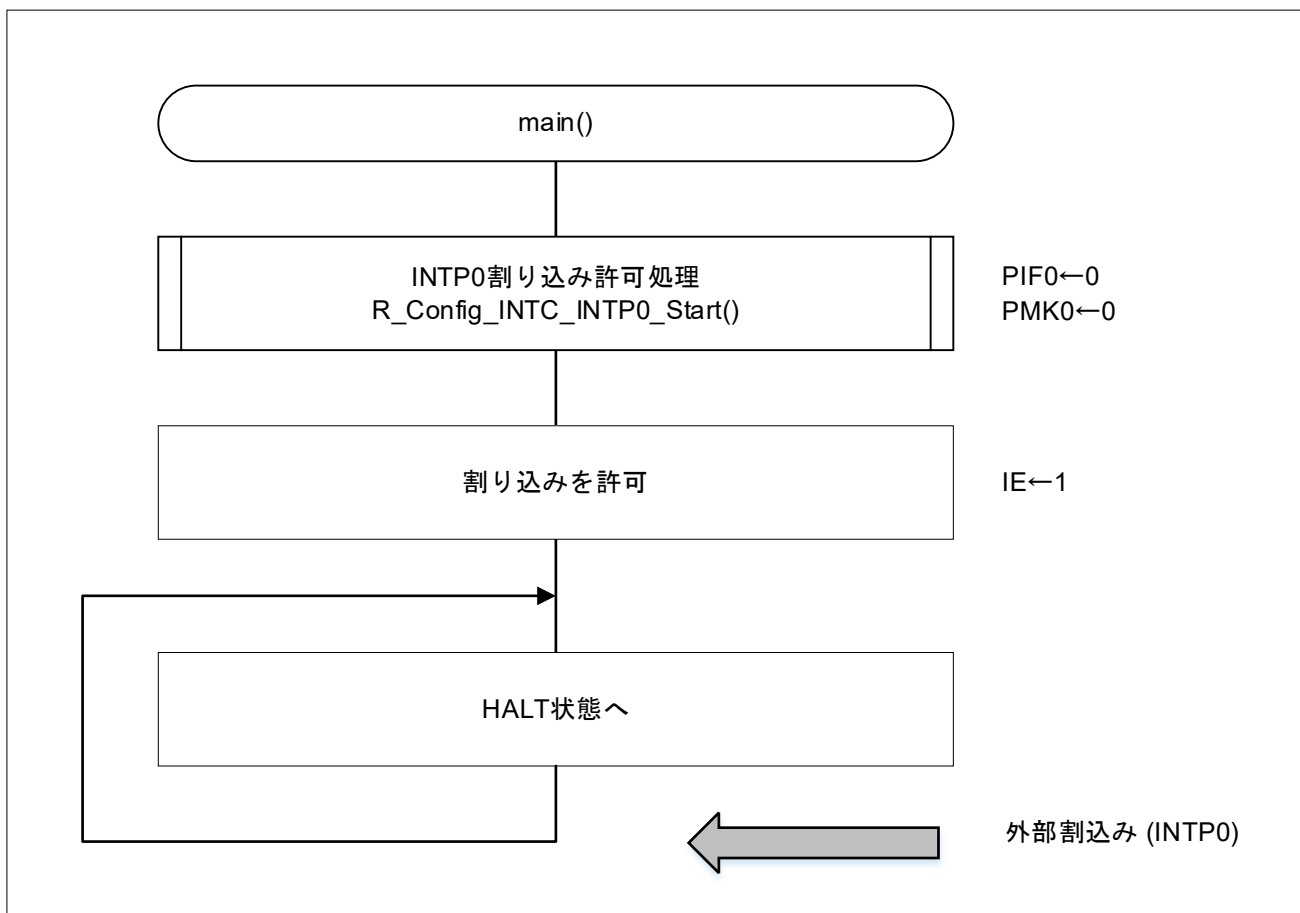 main()
INTP0割り込み許可処理
R_Config_INTC_INTP0_Start()
PIF0←0
PMK0←0
割り込みを許可
IE←1
HALT状態へ
外部割込み (INTP0)